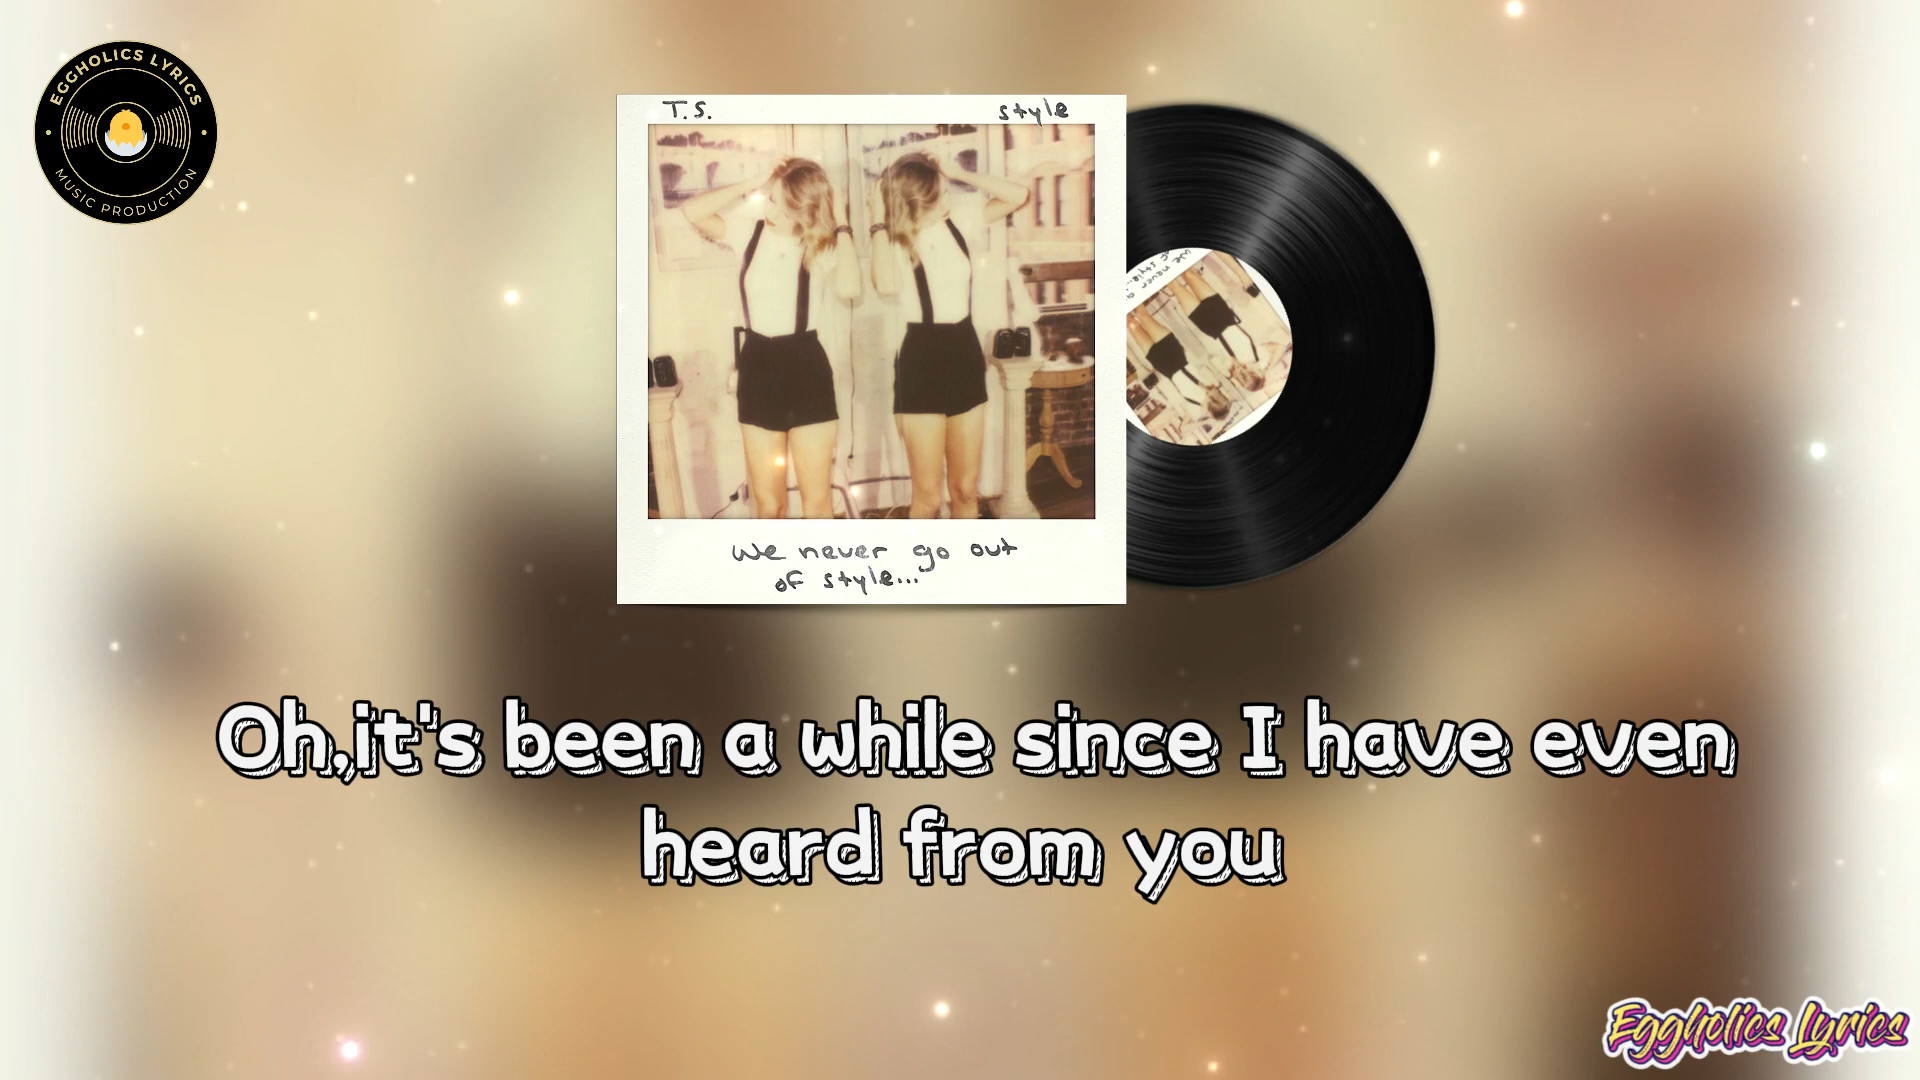 EGGHOLICS LYRICS
MUSIC PRODUCTION
T.S. style
We never go out
of style...
Oh,it's been a while since I have even
heard from you
Eggholics Lyrics